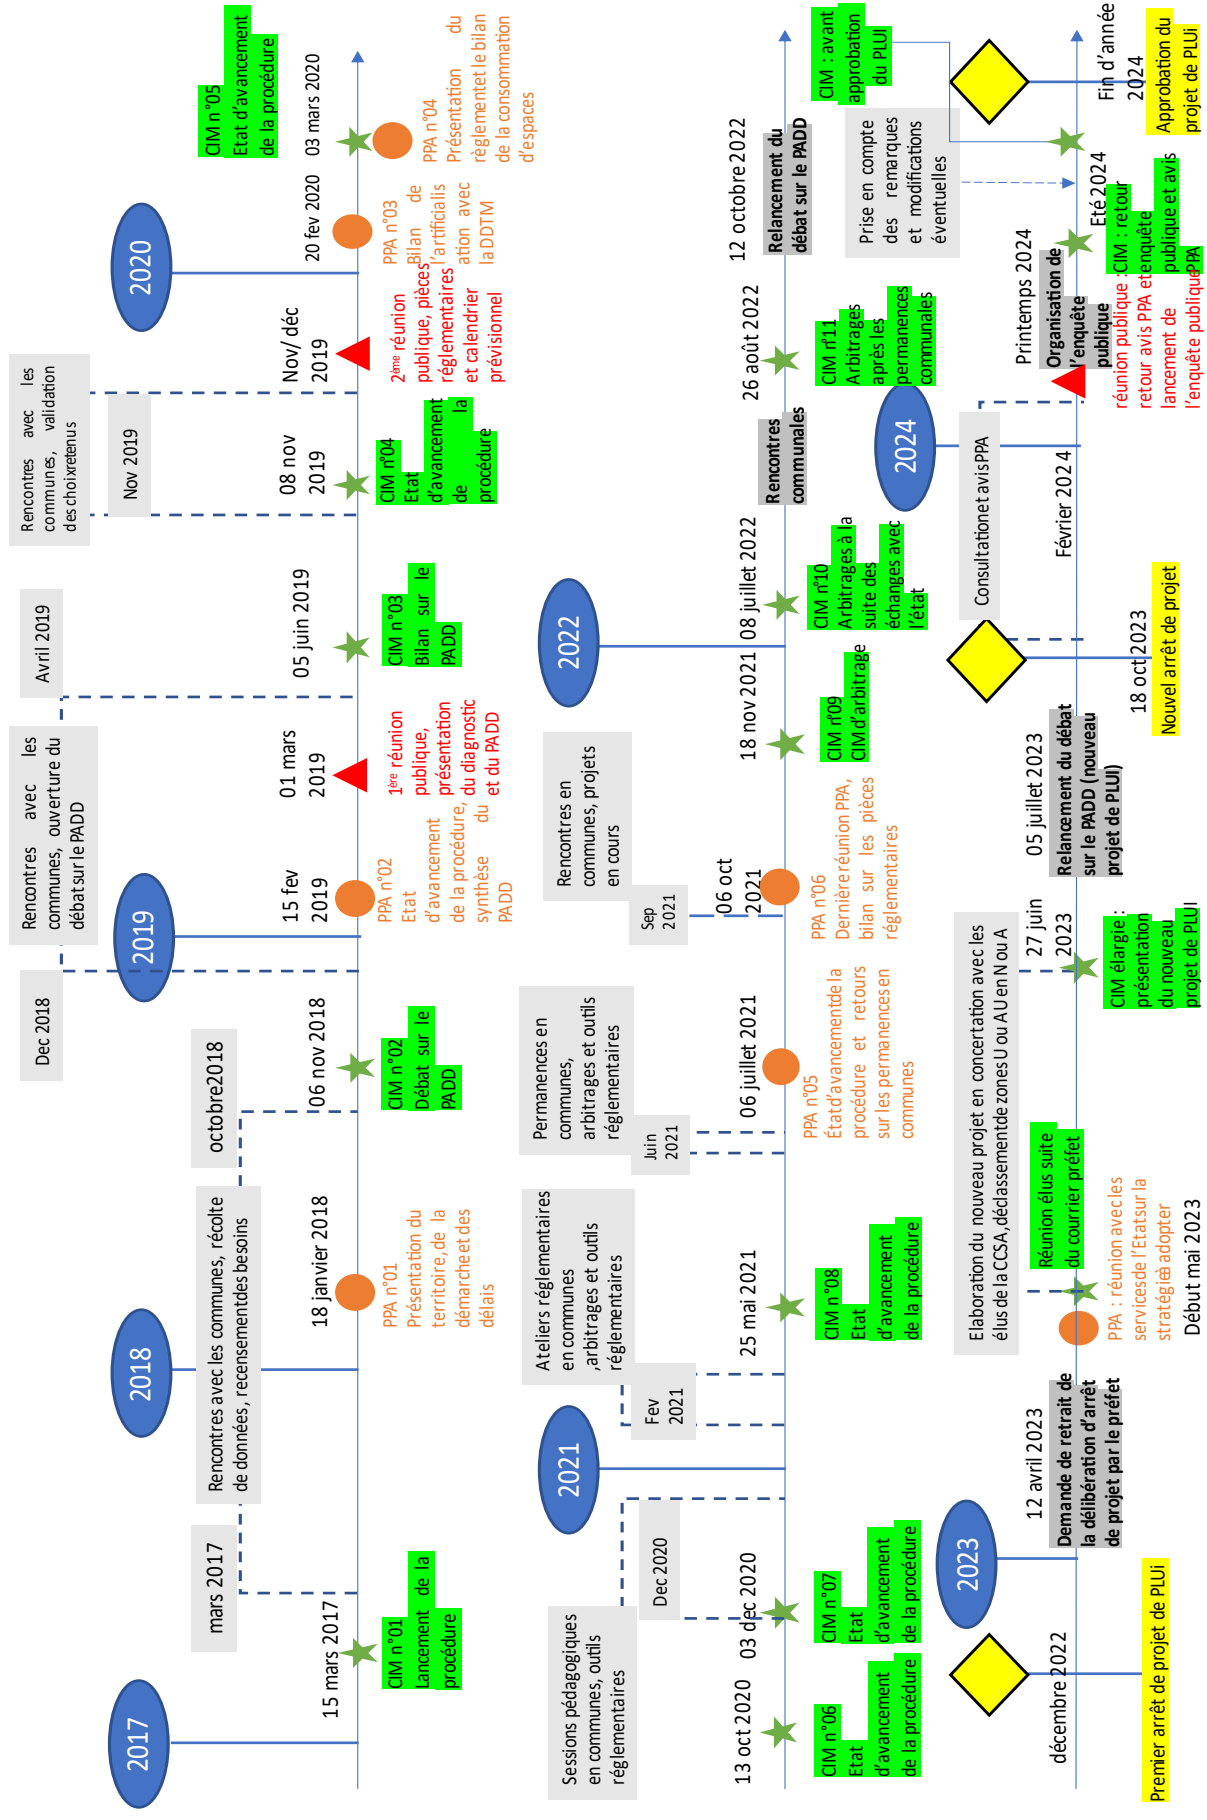 2017
15 mars 2017
CIM n°01
Lancement de la
procédure
mars 2017
Rencontres avec les communes, récolte
de données, recensement des besoins
octobre 2018
2018
18 janvier 2018
PPA n°01
Présentation du
territoire, de la
démarche et des
délais
06 nov 2018
CIM n°02
Débat sur le
PADD
Dec 2018
Rencontres avec les
communes, ouverture du
débat sur le PADD
Avril 2019
2019
15 fev
2019
PPA n°02
Etat
d'avancement
de la procédure,
synthèse du
PADD
01 mars
2019
1ère réunion
publique,
présentation
du diagnostic
et du PADD
05 juin 2019
CIM n°03
Bilan sur le
PADD
Rencontres avec les
communes, validation
des choix retenus
Nov 2019
08 nov
2019
CIM n°04
Etat
d'avancement
de la
procédure
Nov/ déc
2019
2ème réunion
publique, pièces
réglementaires
et calendrier
prévisionnel
2020
20 fev 2020
PPA n°03
Bilan de
l'artificialis
ation avec
la DDTM
03 mars 2020
CIM n°05
Etat d'avancement
de la procédure
PPA n°04
Présentation du
règlement et le bilan
de la consommation
d'espaces
13 oct 2020
CIM n°06
Etat
d'avancement
de la procédure
Sessions pédagogiques
en communes, outils
réglementaires
Dec 2020
03 dec 2020
CIM n°07
Etat
d'avancement
de la procédure
2021
Ateliers réglementaires
en communes
,arbitrages et outils
réglementaires
Fev
2021
25 mai 2021
CIM n°08
Etat
d'avancement
de la procédure
Permanences en
communes,
arbitrages et outils
réglementaires
Juin
2021
06 juillet 2021
PPA n°05
État d'avancement de la
procédure et retours
sur les permanences en
communes
Rencontres en
communes, projets
en cours
Sep
2021
06 oct
2021
PPA n°06
Dernière réunion PPA,
bilan sur les pièces
réglementaires
18 nov 2021
CIM n°09
CIM d'arbitrage
2022
08 juillet 2022
CIM n°10
Arbitrages à la
suite des
échanges avec
l'état
Rencontres
communales
26 août 2022
CIM n°11
Arbitrages
après les
permanences
communales
12 octobre 2022
Relancement du
débat sur le PADD
décembre 2022
Premier arrêt de projet de PLUi
2023
12 avril 2023
Demande de retrait de
la délibération d'arrêt
de projet par le préfet
Elaboration du nouveau projet en concertation avec les
élus de la CCSA, déclassement de zones U ou AU en N ou A
Réunion élus suite
du courrier préfet
PPA : réunion avec les
services de l'Etat sur la
stratégie à adopter
Début mai 2023
27 juin
2023
CIM élargie :
présentation
du nouveau
projet de PLUI
05 juillet 2023
Relancement du débat
sur le PADD (nouveau
projet de PLUI)
18 oct 2023
Nouvel arrêt de projet
2024
Consultation et avis PPA
Février 2024
Printemps 2024
Organisation de
l'enquête
publique
réunion publique :
retour avis PPA et
lancement de
l'enquête publique
Eté 2024
CIM : retour
enquête
publique et avis
PPA
Prise en compte
des remarques
et modifications
éventuelles
CIM : avant
approbation
du PLUI
Fin d'année
2024
Approbation du
projet de PLUi